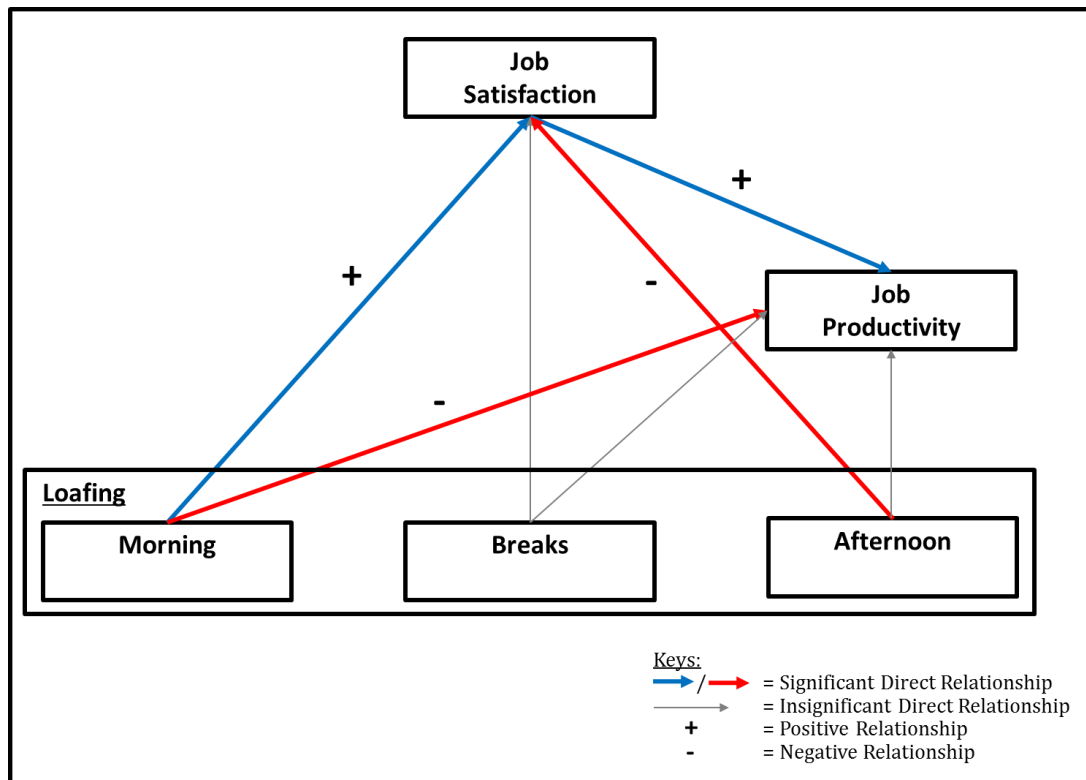 Job
Satisfaction
+
+
-
Job
Productivity
-
Loafing
Morning
Breaks
Afternoon
Keys:
/ = Significant Direct Relationship
= Insignificant Direct Relationship
+ = Positive Relationship
- = Negative Relationship